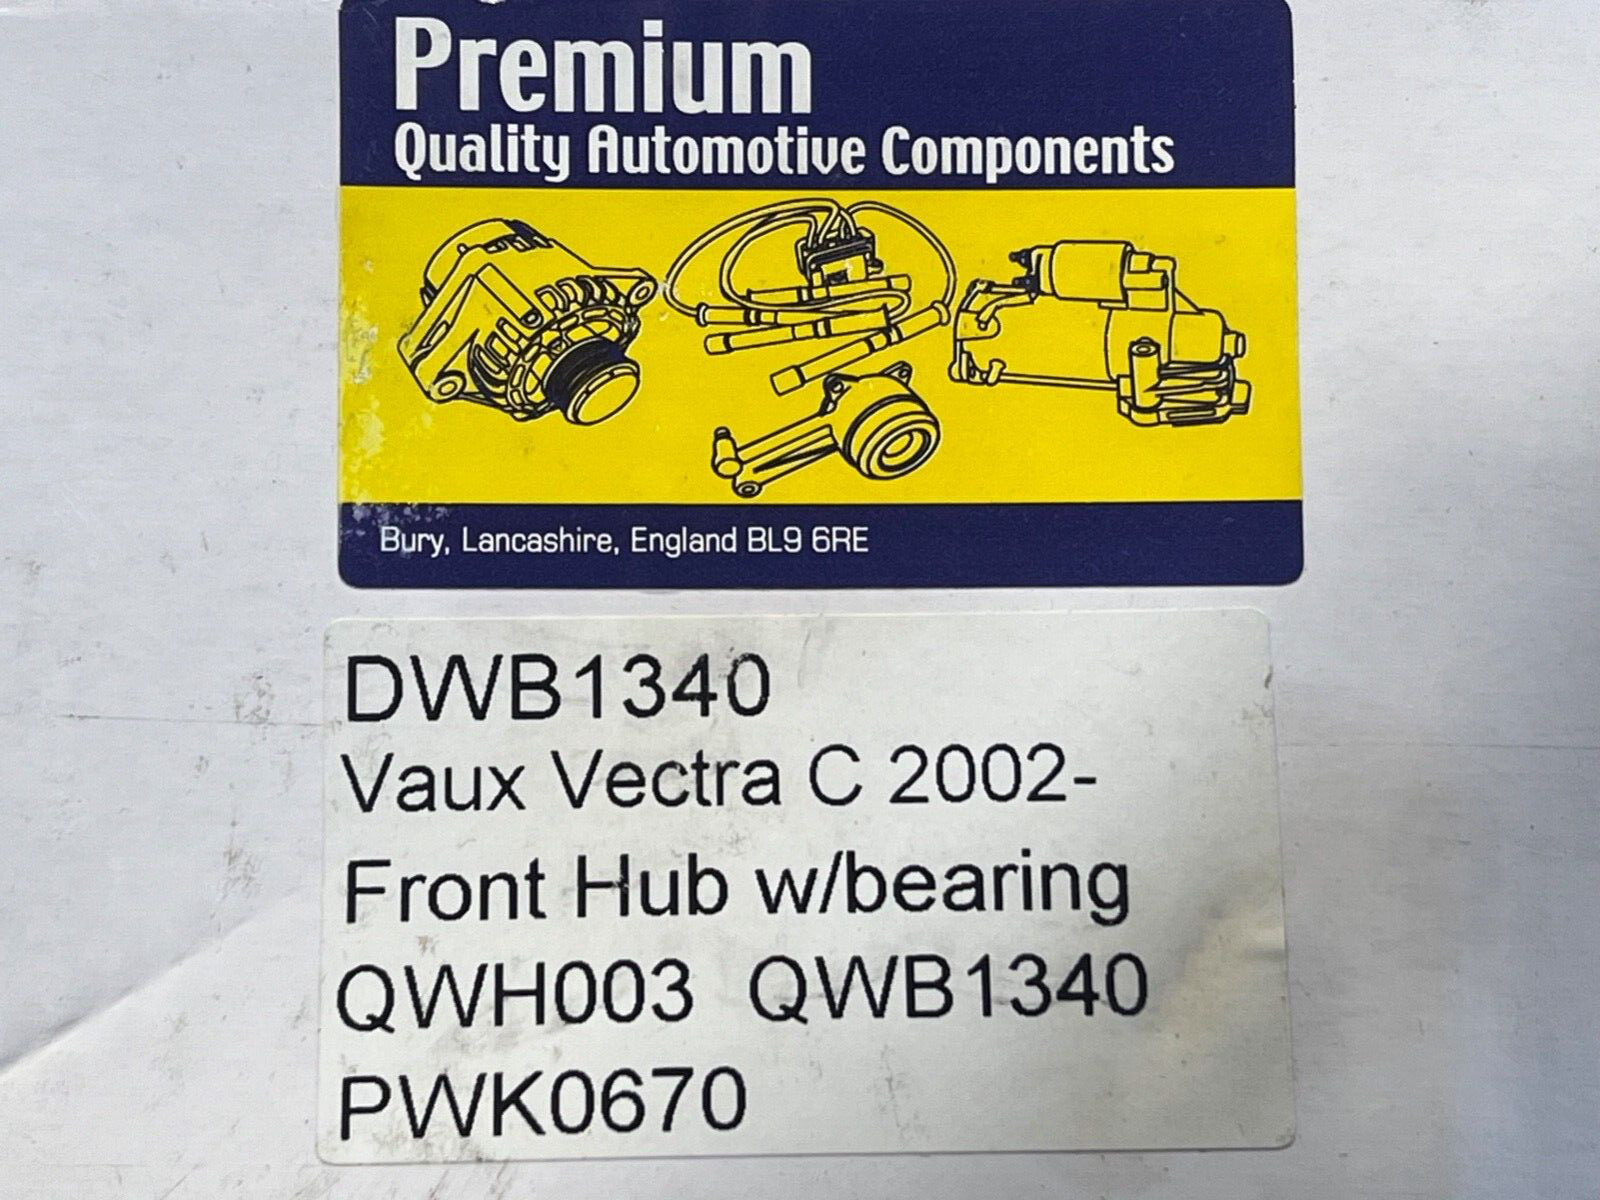 Premium
Quality Automotive Components
Bury, Lancashire, England BL9 6RE
DWB1340
Vaux Vectra C 2002-
Front Hub w/bearing
QWH003 QWB1340
PWK0670